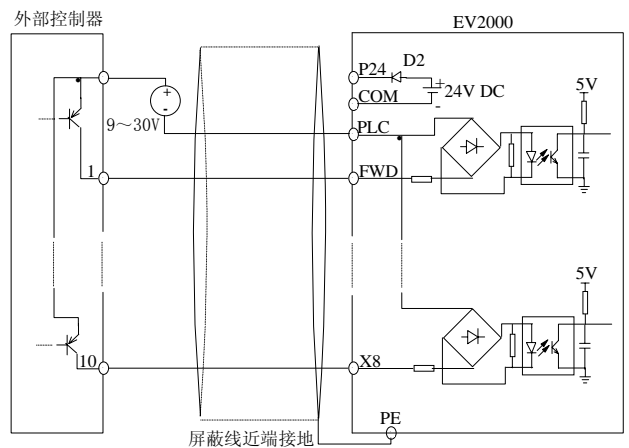 外部控制器
EV2000
P24
D2
+
24V DC
-
COM
5V
+
-
9～30V
PLC
1
FWD
5V
10
X8
PE
屏蔽线近端接地